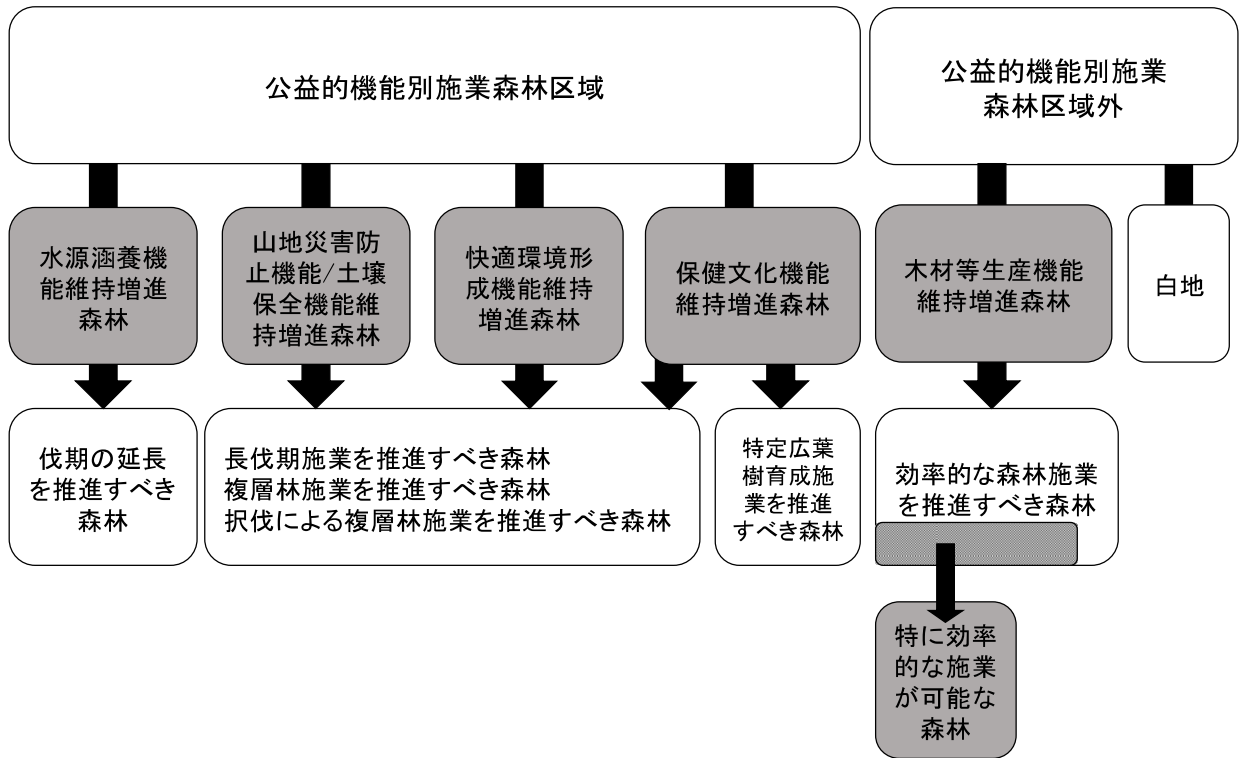 公益的機能別施業森林区域
公益的機能別施業
森林区域外
水源涵養機
能維持増進
森林
山地災害防
止機能/土壌
保全機能維
持増進森林
快適環境形
成機能維持
増進森林
保健文化機能
維持増進森林
木材等生産機能
維持増進森林
白地
伐期の延長
を推進すべき
森林
長伐期施業を推進すべき森林
複層林施業を推進すべき森林
択伐による複層林施業を推進すべき森林
特定広葉
樹育成施
業を推進
すべき森林
効率的な森林施業
を推進すべき森林
特に効率
的な施業
が可能な
森林